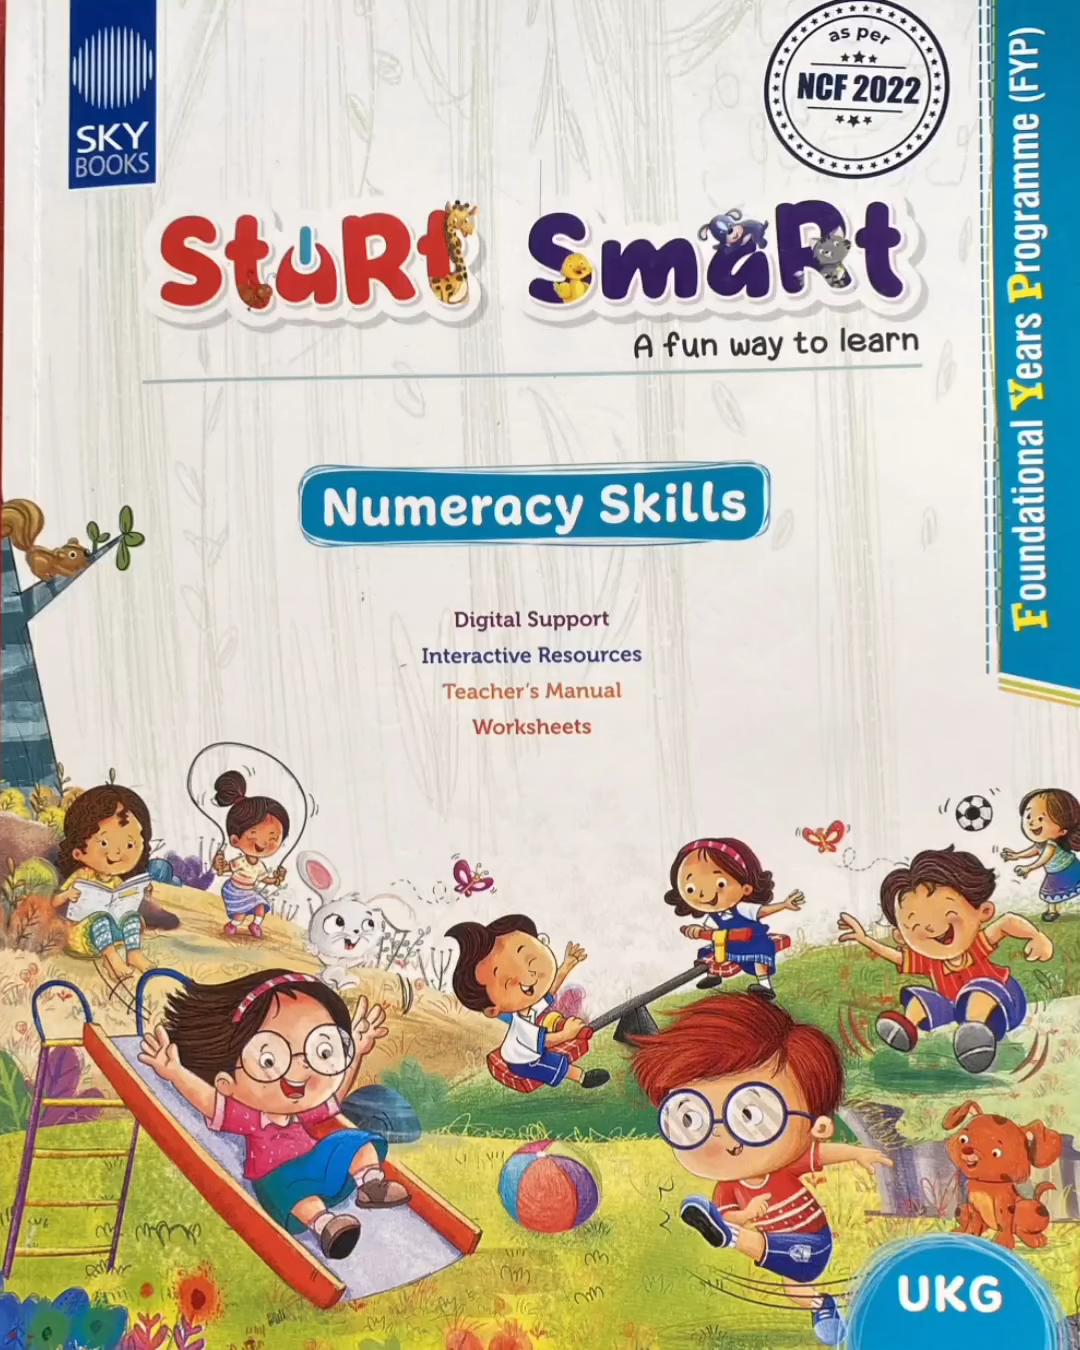 SKY
BOOKS
as per
NCF 2022
Start Smart
A fun way to learn
Foundational Years Programme (FYP)
Numeracy Skills
Digital Support
Interactive Resources
Teacher's Manual
Worksheets
UKG